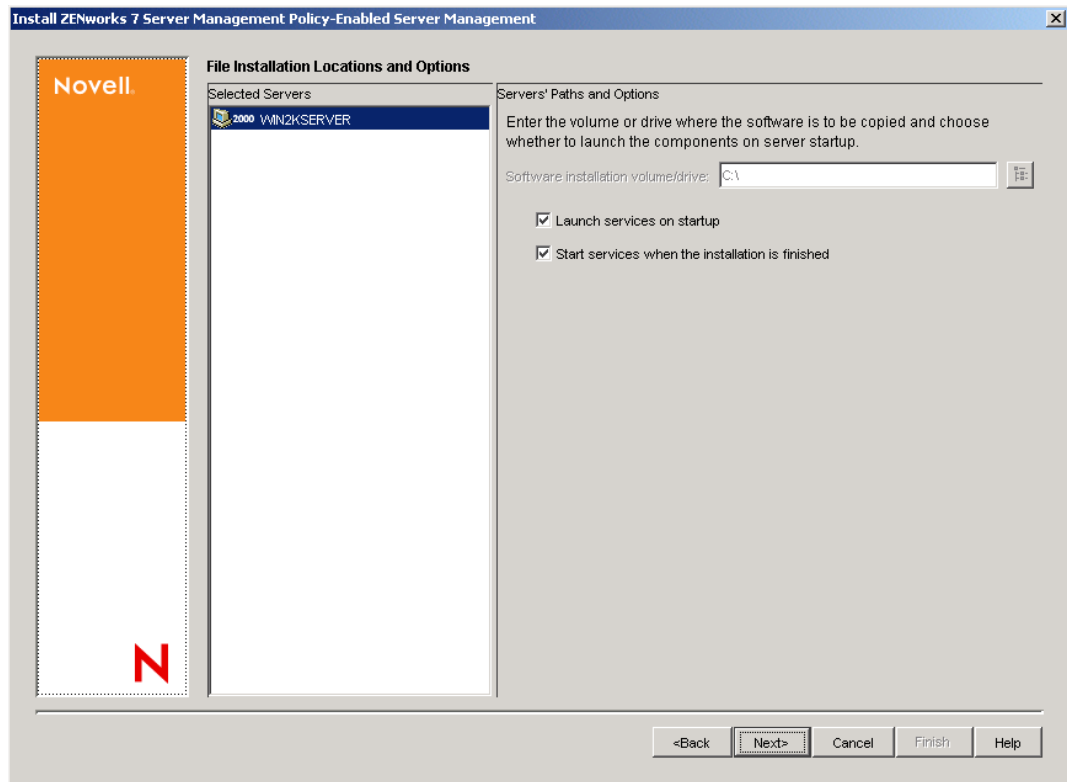 Install ZENworks 7 Server Management Policy-Enabled Server Management
Novell.
File Installation Locations and Options
Selected Servers
2000 WIN2KSERVER
Servers' Paths and Options
Enter the volume or drive where the software is to be copied and choose
whether to launch the components on server startup.
Software installation volume/drive: C:\
Launch services on startup
Start services when the installation is finished
N
<Back Next> Cancel Finish Help